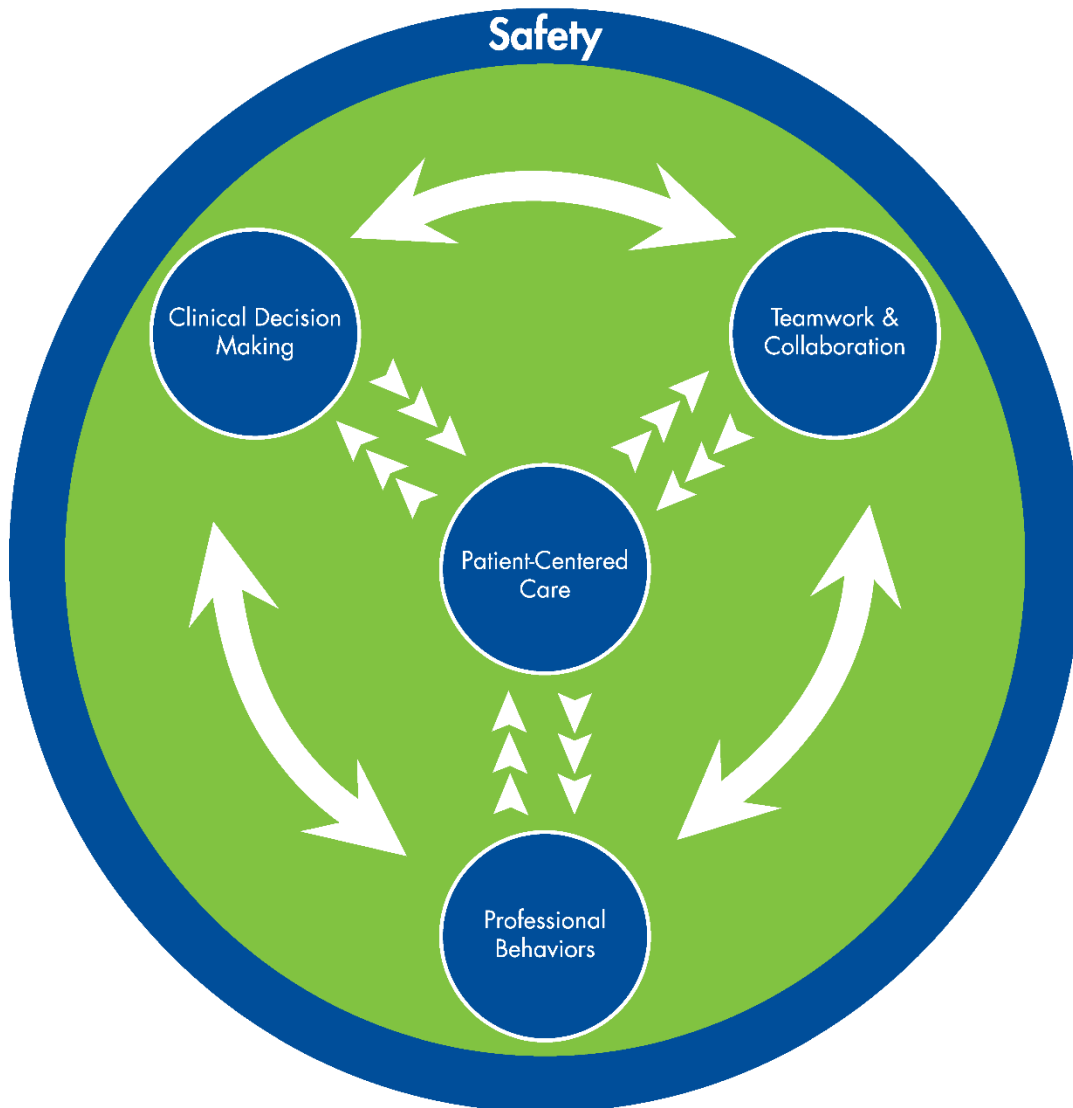 Safety
Clinical Decision
Making
Teamwork &
Collaboration
Patient-Centered
Care
Professional
Behaviors